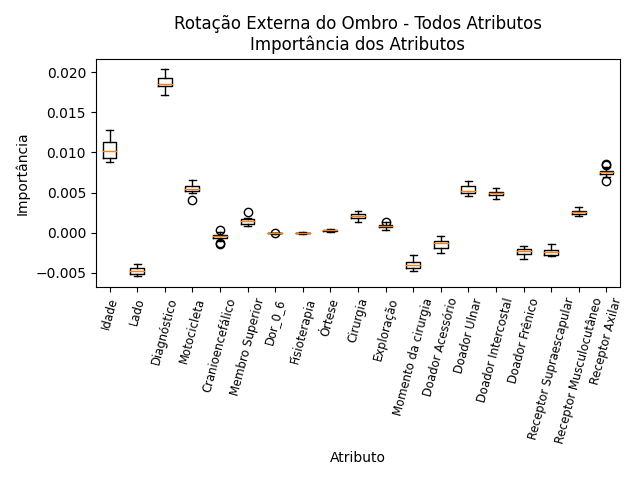 Rotação Externa do Ombro - Todos Atributos
Importância dos Atributos
Importância
0.020
0.015
0.010
0.005
0.000
−0.005
Idade
Lado
Diagnóstico
Motocicleta
Cranioencefálico
Membro Superior
Dor_0_6
Fisioterapia
Órtese
Cirurgia
Exploração
Momento da cirurgia
Doador Acessório
Doador Ulnar
Doador Intercostal
Doador Frênico
Receptor Supraescapular
Receptor Musculocutâneo
Receptor Axilar
Atributo